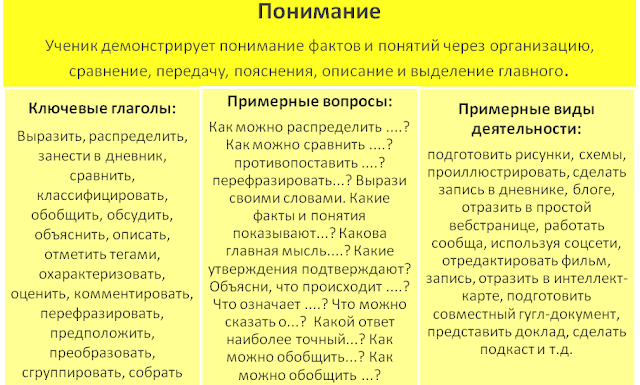 Понимание
Ученик демонстрирует понимание фактов и понятий через организацию,
сравнение, передачу, пояснения, описание и выделение главного.
Ключевые глаголы:
Выразить, распределить,
занести в дневник,
сравнить,
классифицировать,
обобщить, обсудить,
объяснить, описать,
отметить тегами,
охарактеризовать,
оценить, комментировать,
перефразировать,
предположить,
преобразовать,
сгруппировать, собрать
Примерные вопросы:
Как можно распределить ....?
Как можно сравнить ....?
противопоставить ....?
перефразировать...? Вырази
своими словами. Какие
факты и понятия
показывают...? Какова
главная мысль....? Какие
утверждения подтверждают?
Объясни, что происходит ....?
Что означает ....? Что можно
сказать о...? Какой ответ
наиболее точный...? Как
можно обобщить...? Как
можно обобщить ...?
Примерные виды
деятельности:
подготовить рисунки, схемы,
проиллюстрировать, сделать
запись в дневнике, блоге,
отразить в простой
вебстранице, работать
сообща, используя соцсети,
отредактировать фильм,
запись, отразить в интеллект-
карте, подготовить
совместный гугл-документ,
представить доклад, сделать
подкаст и т.д.